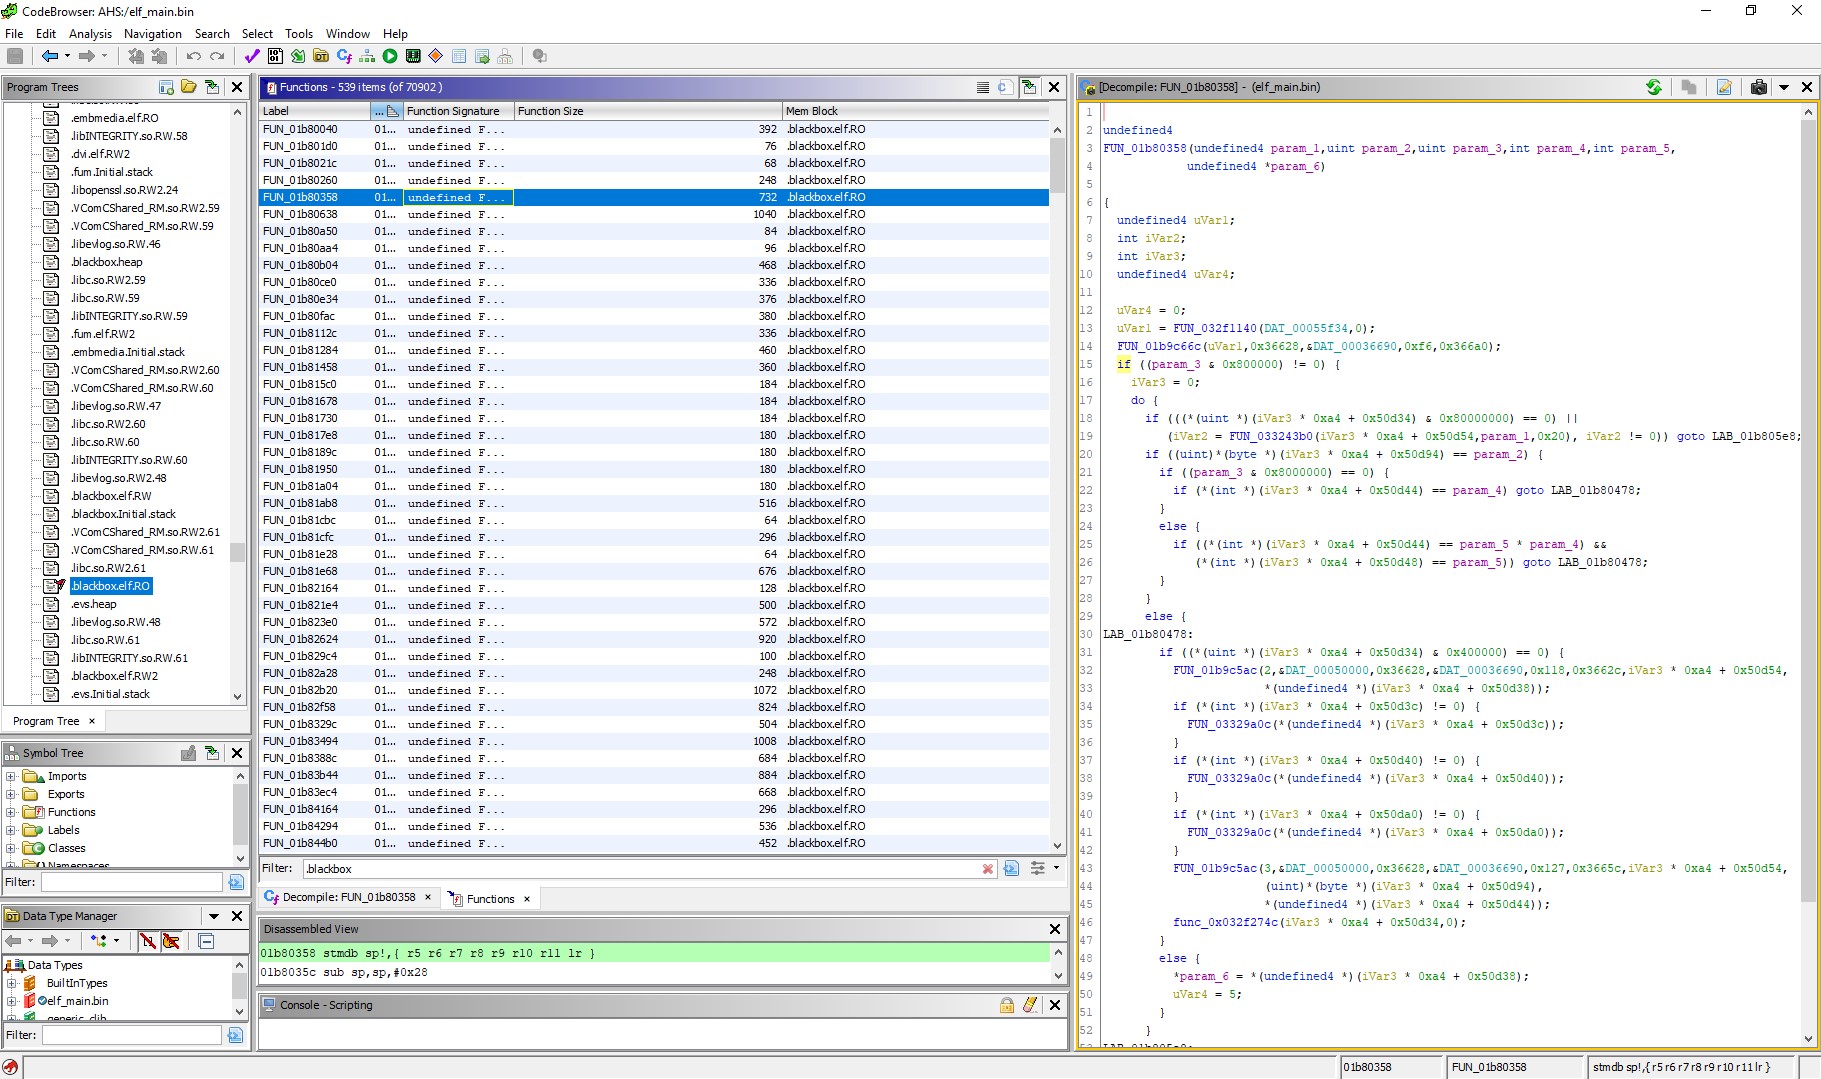 CodeBrowser: AHS:/elf_main.bin
File Edit Analysis Navigation Search Select Tools Window Help
Program Trees
.embmedia.elf.RO
.libINTEGRITY.so.RW.58
.dvi.elf.RW2
.fum.Initial.stack
.libopenssl.so.RW2.24
.VComCShared_RM.so.RW2.59
.VComCShared_RM.so.RW.59
.libevlog.so.RW.46
.blackbox.heap
.libc.so.RW2.59
.libc.so.RW.59
.libINTEGRITY.so.RW.59
.fum.elf.RW2
.embmedia.Initial.stack
.VComCShared_RM.so.RW2.60
.VComCShared_RM.so.RW.60
.libevlog.so.RW.47
.libc.so.RW2.60
.libc.so.RW.60
.libINTEGRITY.so.RW.60
.libevlog.so.RW2.48
.blackbox.elf.RW
.blackbox.Initial.stack
.VComCShared_RM.so.RW2.61
.VComCShared_RM.so.RW.61
.libc.so.RW2.61
.blackbox.elf.RO
.evs.heap
.libevlog.so.RW.48
.libc.so.RW.61
.libINTEGRITY.so.RW.61
.blackbox.elf.RW2
.evs.Initial.stack
Program Tree
Symbol Tree
Imports
Exports
Functions
Labels
Classes
Namespaces
Filter:
Data Type Manager
Data Types
BuiltInTypes
elf_main.bin
generic_clib
Filter:
Functions - 539 items (of 70902 )
Label ... Function Signature Function Size Mem Block
FUN_01b80040 01... undefined F... 392 .blackbox.elf.RO
FUN_01b801d0 01... undefined F... 76 .blackbox.elf.RO
FUN_01b8021c 01... undefined F... 68 .blackbox.elf.RO
FUN_01b80260 01... undefined F... 248 .blackbox.elf.RO
FUN_01b80358 01... undefined F... 732 .blackbox.elf.RO
FUN_01b80638 01... undefined F... 1040 .blackbox.elf.RO
FUN_01b80a50 01... undefined F... 84 .blackbox.elf.RO
FUN_01b80aa4 01... undefined F... 96 .blackbox.elf.RO
FUN_01b80b04 01... undefined F... 468 .blackbox.elf.RO
FUN_01b80ce0 01... undefined F... 336 .blackbox.elf.RO
FUN_01b80e34 01... undefined F... 376 .blackbox.elf.RO
FUN_01b80fac 01... undefined F... 380 .blackbox.elf.RO
FUN_01b8112c 01... undefined F... 336 .blackbox.elf.RO
FUN_01b81284 01... undefined F... 460 .blackbox.elf.RO
FUN_01b81458 01... undefined F... 360 .blackbox.elf.RO
FUN_01b815c0 01... undefined F... 184 .blackbox.elf.RO
FUN_01b81678 01... undefined F... 184 .blackbox.elf.RO
FUN_01b81730 01... undefined F... 184 .blackbox.elf.RO
FUN_01b817e8 01... undefined F... 180 .blackbox.elf.RO
FUN_01b8189c 01... undefined F... 180 .blackbox.elf.RO
FUN_01b81950 01... undefined F... 180 .blackbox.elf.RO
FUN_01b81a04 01... undefined F... 180 .blackbox.elf.RO
FUN_01b81ab8 01... undefined F... 516 .blackbox.elf.RO
FUN_01b81cbc 01... undefined F... 64 .blackbox.elf.RO
FUN_01b81cfc 01... undefined F... 296 .blackbox.elf.RO
FUN_01b81e28 01... undefined F... 64 .blackbox.elf.RO
FUN_01b81e68 01... undefined F... 676 .blackbox.elf.RO
FUN_01b82164 01... undefined F... 128 .blackbox.elf.RO
FUN_01b821e4 01... undefined F... 500 .blackbox.elf.RO
FUN_01b823e0 01... undefined F... 572 .blackbox.elf.RO
FUN_01b82624 01... undefined F... 920 .blackbox.elf.RO
FUN_01b829c4 01... undefined F... 100 .blackbox.elf.RO
FUN_01b82a28 01... undefined F... 248 .blackbox.elf.RO
FUN_01b82b20 01... undefined F... 1072 .blackbox.elf.RO
FUN_01b82f58 01... undefined F... 824 .blackbox.elf.RO
FUN_01b8329c 01... undefined F... 504 .blackbox.elf.RO
FUN_01b83494 01... undefined F... 1008 .blackbox.elf.RO
FUN_01b8388c 01... undefined F... 684 .blackbox.elf.RO
FUN_01b83b44 01... undefined F... 884 .blackbox.elf.RO
FUN_01b83ec4 01... undefined F... 668 .blackbox.elf.RO
FUN_01b84164 01... undefined F... 296 .blackbox.elf.RO
FUN_01b84294 01... undefined F... 536 .blackbox.elf.RO
FUN_01b844b0 01... undefined F... 452 .blackbox.elf.RO
Filter: .blackbox
Decompile: FUN_01b80358 Functions
Disassembled View
01b80358 stmdb sp!,{ r5 r6 r7 r8 r9 r10 r11 lr }
01b8035c sub sp,sp,#0x28
Console - Scripting
[Decompile: FUN_01b80358] - (elf_main.bin)
1
2 undefined4
3 FUN_01b80358(undefined4 param_1,uint param_2,uint param_3,int param_4,int param_5,
4 undefined4 *param_6)
5
6 {
7 undefined4 uVar1;
8 int iVar2;
9 int iVar3;
10 undefined4 uVar4;
11
12 uVar4 = 0;
13 uVar1 = FUN_032f1140(DAT_00055f34,0);
14 FUN_01b9c66c(uVar1,0x36628,&DAT_00036690,0xf6,0x366a0);
15 if ((param_3 & 0x800000) != 0) {
16 iVar3 = 0;
17 do {
18 if (((*(uint *)(iVar3 * 0xa4 + 0x50d34) & 0x80000000) == 0) ||
19 (iVar2 = FUN_033243b0(iVar3 * 0xa4 + 0x50d54,param_1,0x20), iVar2 != 0)) goto LAB_01b805e8;
20 if ((uint)*(byte *)(iVar3 * 0xa4 + 0x50d94) == param_2) {
21 if ((param_3 & 0x8000000) == 0) {
22 if (*(int *)(iVar3 * 0xa4 + 0x50d44) == param_4) goto LAB_01b80478;
23 }
24 else {
25 if ((*(int *)(iVar3 * 0xa4 + 0x50d44) == param_5 * param_4) &&
26 (*(int *)(iVar3 * 0xa4 + 0x50d48) == param_5)) goto LAB_01b80478;
27 }
28 }
29 else {
30 LAB_01b80478:
31 if ((*(uint *)(iVar3 * 0xa4 + 0x50d34) & 0x400000) == 0) {
32 FUN_01b9c5ac(2,&DAT_00050000,0x36628,&DAT_00036690,0x118,0x3662c,iVar3 * 0xa4 + 0x50d54,
33 *(undefined4 *)(iVar3 * 0xa4 + 0x50d38));
34 if (*(int *)(iVar3 * 0xa4 + 0x50d3c) != 0) {
35 FUN_03329a0c(*(undefined4 *)(iVar3 * 0xa4 + 0x50d3c));
36 }
37 if (*(int *)(iVar3 * 0xa4 + 0x50d40) != 0) {
38 FUN_03329a0c(*(undefined4 *)(iVar3 * 0xa4 + 0x50d40));
39 }
40 if (*(int *)(iVar3 * 0xa4 + 0x50da0) != 0) {
41 FUN_03329a0c(*(undefined4 *)(iVar3 * 0xa4 + 0x50da0));
42 }
43 FUN_01b9c5ac(3,&DAT_00050000,0x36628,&DAT_00036690,0x127,0x3665c,iVar3 * 0xa4 + 0x50d54,
44 (uint)*(byte *)(iVar3 * 0xa4 + 0x50d94),
45 *(undefined4 *)(iVar3 * 0xa4 + 0x50d44));
46 func_0x032f274c(iVar3 * 0xa4 + 0x50d34,0);
47 }
48 else {
49 *param_6 = *(undefined4 *)(iVar3 * 0xa4 + 0x50d38);
50 uVar4 = 5;
51 }
52 }
01b80358 FUN_01b80358 stmdb sp!,{ r5 r6 r7 r8 r9 r10 r11 lr }